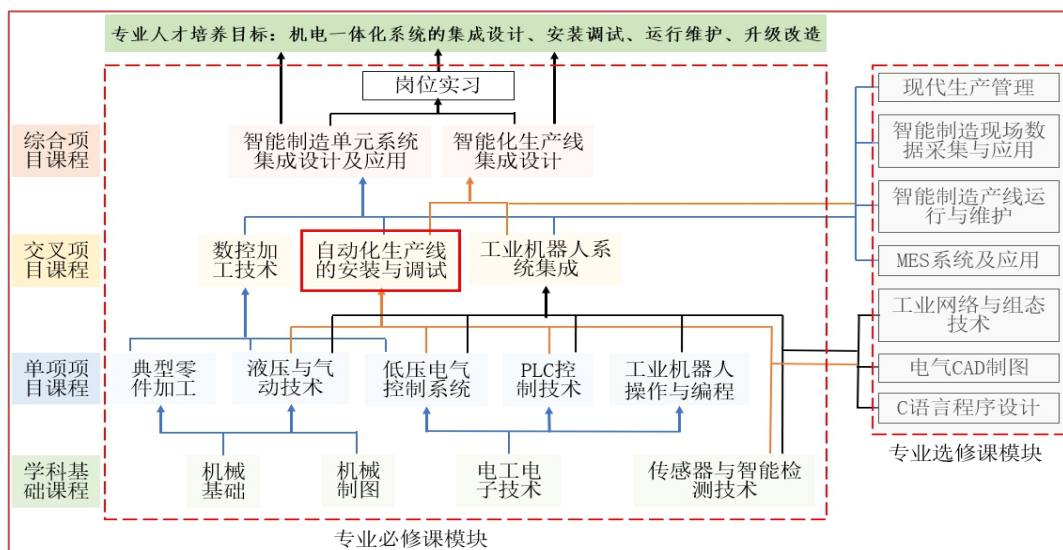 专业人才培养目标：机电一体化系统的集成设计、安装调试、运行维护、升级改造
岗位实习
综合项
目课程
智能制造单元系统
集成设计及应用
智能化生产线
集成设计
交叉项
目课程
数控加
工技术
自动化生产线
的安装与调试
工业机器人系
统集成
单项项
目课程
典型零
件加工
液压与气
动技术
低压电气
控制系统
PLC控
制技术
工业机器人
操作与编程
学科基
础课程
机械
基础
机械
制图
电工电
子技术
传感器与智能检
测技术
专业必修课模块
现代生产管理
智能制造现场数
据采集与应用
智能制造产线运
行与维护
MES系统及应用
工业网络与组态
技术
电气CAD制图
C语言程序设计
专业选修课模块